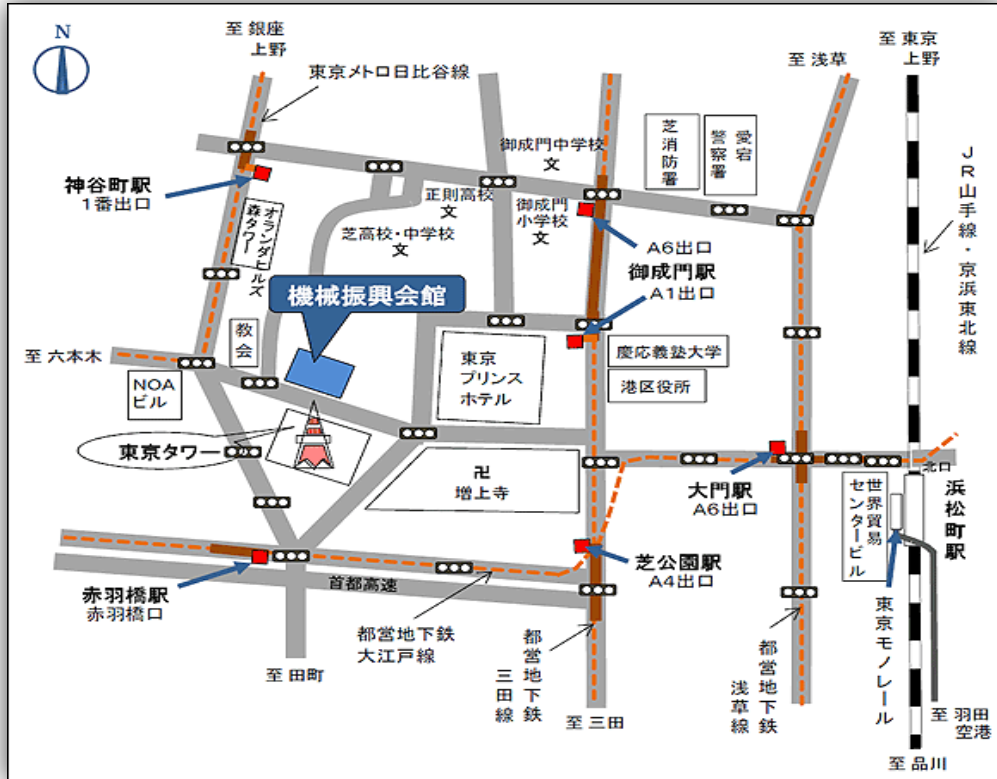 N
至 銀座
上野
東京メトロ日比谷線
至 浅草
至 東京
上野
御成門中学校
文
芝消防署
愛宕
警察署
JR山手線・京浜東北線
神谷町駅
1番出口
正則高校
文
御成門
小学校
文
オランダヒルズ
森タワー
芝高校・中学校
文
A6出口
御成門駅
A1出口
機械振興会館
教会
至 六本木
NOA
ビル
東京
プリンス
ホテル
慶応義塾大学
港区役所
東京タワー
卍
増上寺
大門駅
A6出口
世界貿易
センタービル
北口
浜松町駅
芝公園駅
A4出口
赤羽橋駅
赤羽橋口
首都高速
都営地下鉄
大江戸線
都営地下鉄
三田線
都営地下鉄
浅草線
東京モノレール
至 田町
至 三田
至 羽田
空港
至 品川